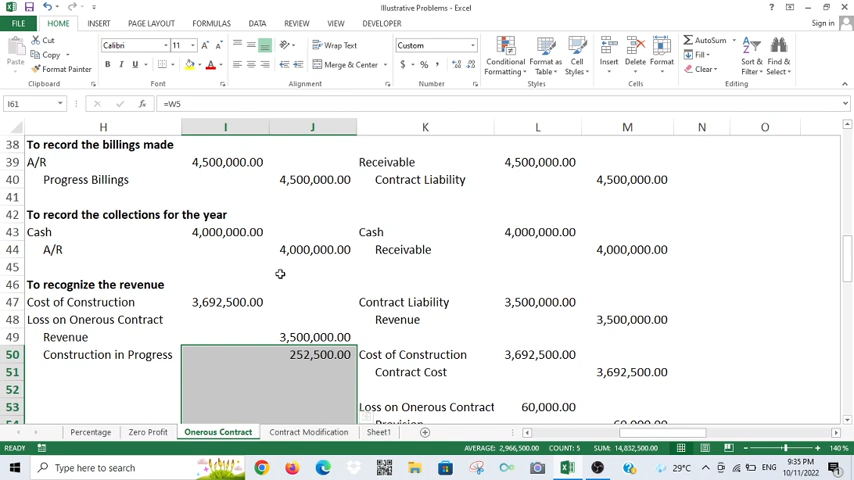 Illustrative Problems - Excel
? 
Sign in
FILE HOME INSERT PAGE LAYOUT FORMULAS DATA REVIEW VIEW DEVELOPER
Cut
Copy
Format Painter
Paste
Calibri 11
B I U
Wrap Text
Merge & Center
Custom
$ % ,
Conditional Formatting
Format as Table
Cell Styles
Insert Delete Format
AutoSum
Fill
Clear
Sort & Filter
Find & Select
Clipboard Font Alignment Number Styles Cells Editing
I61 fx =W5
H I J K L M N O
38 To record the billings made
39 A/R 4,500,000.00 Receivable 4,500,000.00
40 Progress Billings 4,500,000.00 Contract Liability 4,500,000.00
41
42 To record the collections for the year
43 Cash 4,000,000.00 Cash 4,000,000.00
44 A/R 4,000,000.00 Receivable 4,000,000.00
45
46 To recognize the revenue
47 Cost of Construction 3,692,500.00 Contract Liability 3,500,000.00
48 Loss on Onerous Contract Revenue 3,500,000.00
49 Revenue 3,500,000.00
50 Construction in Progress 252,500.00 Cost of Construction 3,692,500.00
51 Contract Cost 3,692,500.00
52
53 Loss on Onerous Contract 60,000.00
54 Provision 60,000.00
Percentage Zero Profit Onerous Contract Contract Modification Sheet1
READY AVERAGE: 2,966,500.00 COUNT: 5 SUM: 14,832,500.00 140%
Type here to search
29°C ENG 9:35 PM
10/11/2022